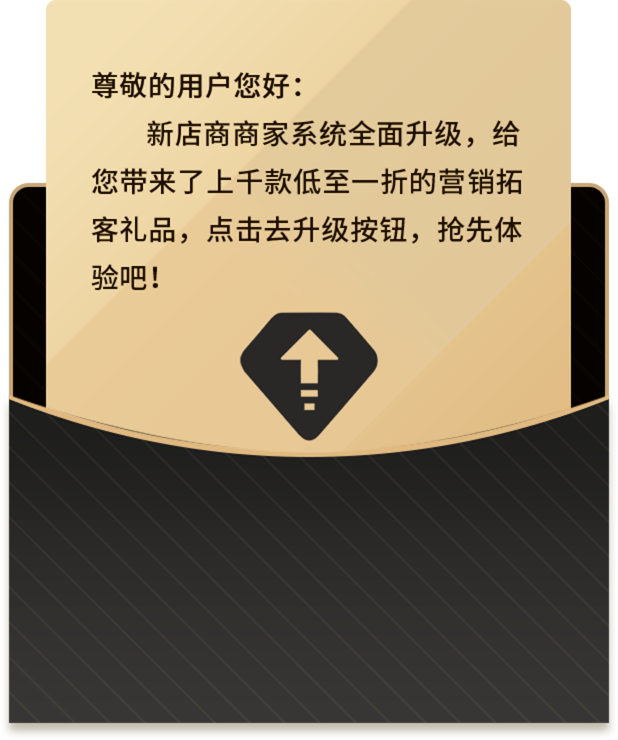 尊敬的用户您好：
新店商商家系统全面升级，给
您带来了上千款低至一折的营销拓
客礼品，点击去升级按钮，抢先体
验吧！